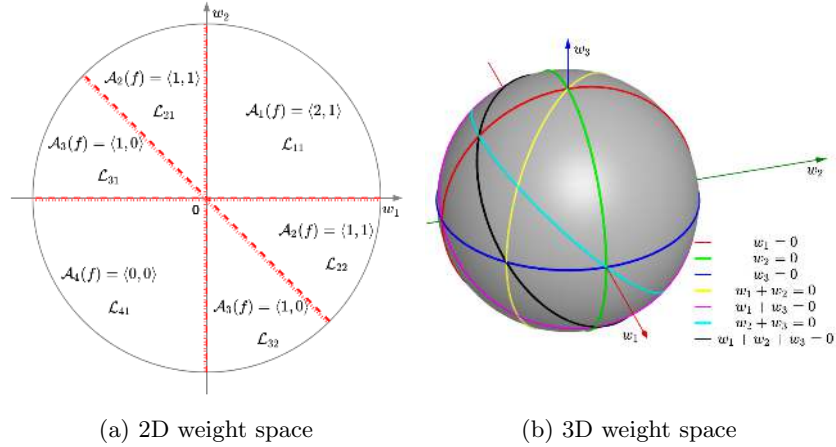 w₂
𝒜₂(f) = ⟨1, 1⟩
ℒ₂₁
𝒜₁(f) = ⟨2, 1⟩
ℒ₁₁
𝒜₃(f) = ⟨1, 0⟩
ℒ₃₁
0
w₁
𝒜₂(f) = ⟨1, 1⟩
ℒ₂₂
𝒜₄(f) = ⟨0, 0⟩
ℒ₄₁
𝒜₃(f) = ⟨1, 0⟩
ℒ₃₂
(a) 2D weight space
w₃
w₂
w₁
w₁ = 0
w₂ = 0
w₃ = 0
w₁ + w₂ = 0
w₁ + w₃ = 0
w₂ + w₃ = 0
w₁ + w₂ + w₃ = 0
(b) 3D weight space